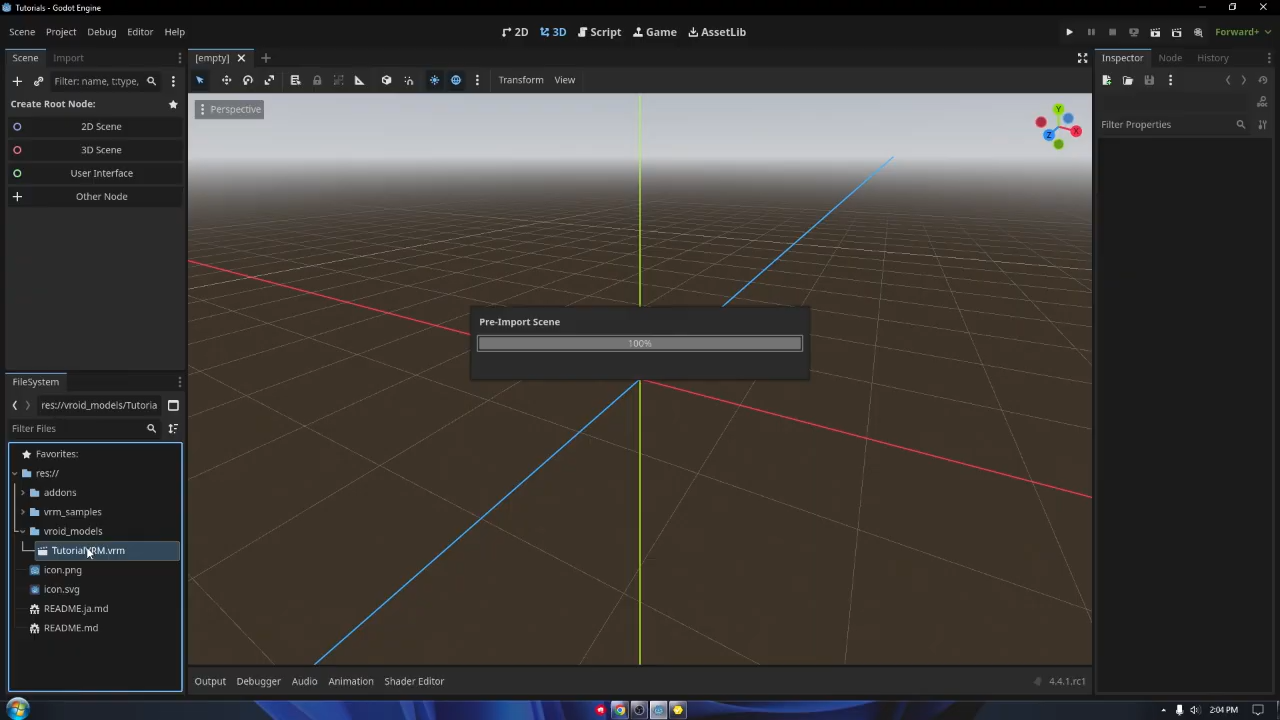 Tutorials - Godot Engine
Scene Project Debug Editor Help
2D 3D Script Game AssetLib
Forward+
Scene Import
[empty]
Inspector Node History
Filter: name, t:type,
Transform View
Create Root Node:
Perspective
Y
X
Z
Filter Properties
2D Scene
3D Scene
User Interface
Other Node
Pre-Import Scene
100%
FileSystem
res://vroid_models/Tutoria
Filter Files
Favorites:
res://
addons
vrm_samples
vroid_models
TutorialVRM.vrm
icon.png
icon.svg
README.ja.md
README.md
Output Debugger Audio Animation Shader Editor
4.4.1.rc1
2:04 PM